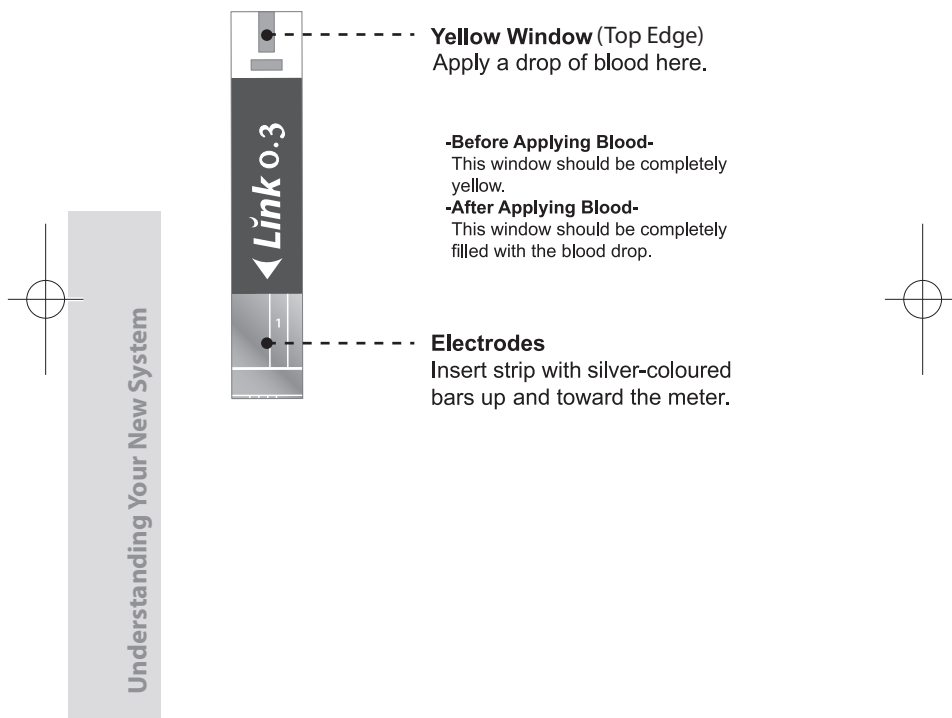 Yellow Window (Top Edge)
Apply a drop of blood here.
-Before Applying Blood-
This window should be completely
yellow.
-After Applying Blood-
This window should be completely
filled with the blood drop.
Link 0.3
1
Electrodes
Insert strip with silver-coloured
bars up and toward the meter.
Understanding Your New System